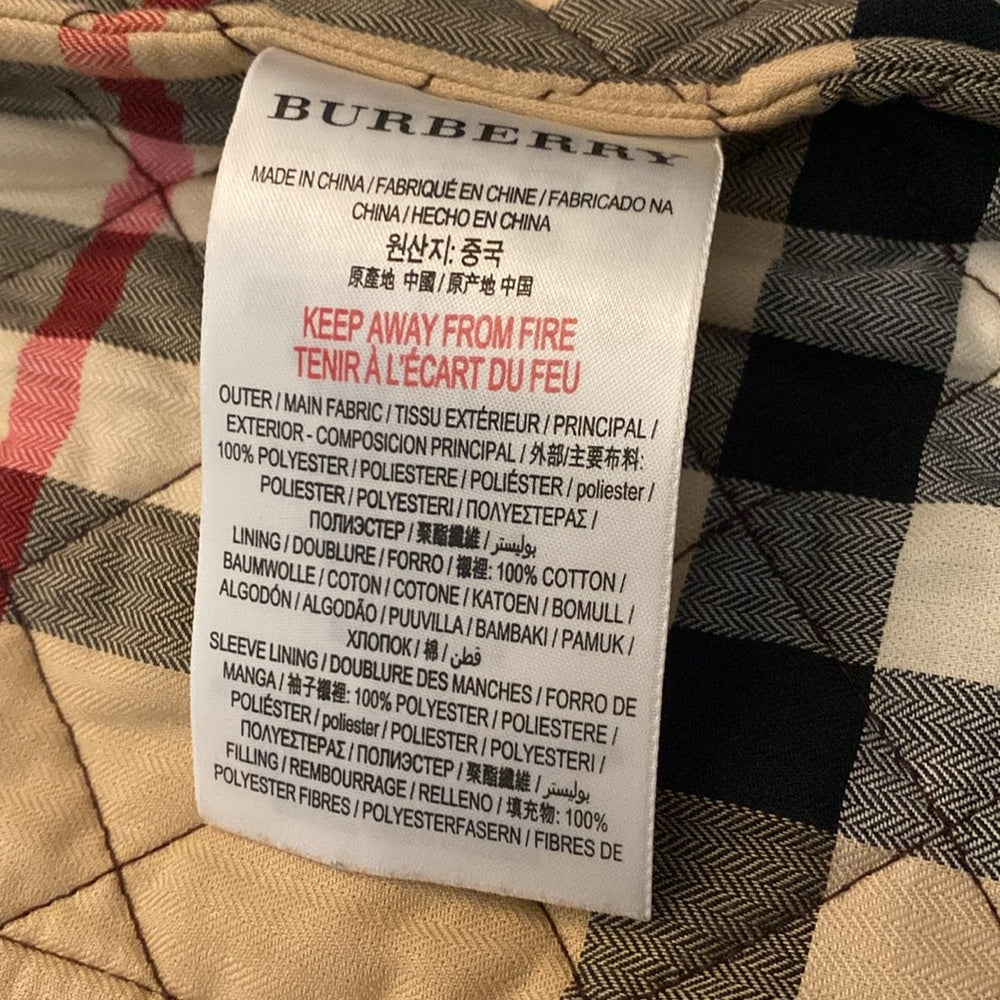 BURBERRY
MADE IN CHINA / FABRIQUÉ EN CHINE / FABRICADO NA
CHINA / HECHO EN CHINA
원산지: 중국
原產地 中國 / 原产地 中国
KEEP AWAY FROM FIRE
TENIR À L'ÉCART DU FEU
OUTER / MAIN FABRIC / TISSU EXTÉRIEUR / PRINCIPAL /
EXTERIOR - COMPOSICION PRINCIPAL / 外部/主要布料:
100% POLYESTER / POLIESTERE / POLIÉSTER / poliester /
POLIESTER / POLYESTERI / ΠΟΛΥΕΣΤΕΡΑΣ /
ПОЛИЭСТЕР / 聚酯纖維 / بوليستر
LINING / DOUBLURE / FORRO / 襯裡: 100% COTTON /
BAUMWOLLE / COTON / COTONE / KATOEN / BOMULL /
ALGODÓN / ALGODÃO / PUUVILLA / BAMBAKI / PAMUK /
ХЛОПОК / 棉 / قطن
SLEEVE LINING / DOUBLURE DES MANCHES / FORRO DE
MANGA / 袖子襯裡: 100% POLYESTER / POLIESTERE /
POLIÉSTER / poliester / POLIESTER / POLYESTERI /
ΠΟΛΥΕΣΤΕΡΑΣ / ПОЛИЭСТЕР / 聚酯纖維 / بوليستر
FILLING / REMBOURRAGE / RELLENO / 填充物: 100%
POLYESTER FIBRES / POLYESTERFASERN / FIBRES DE